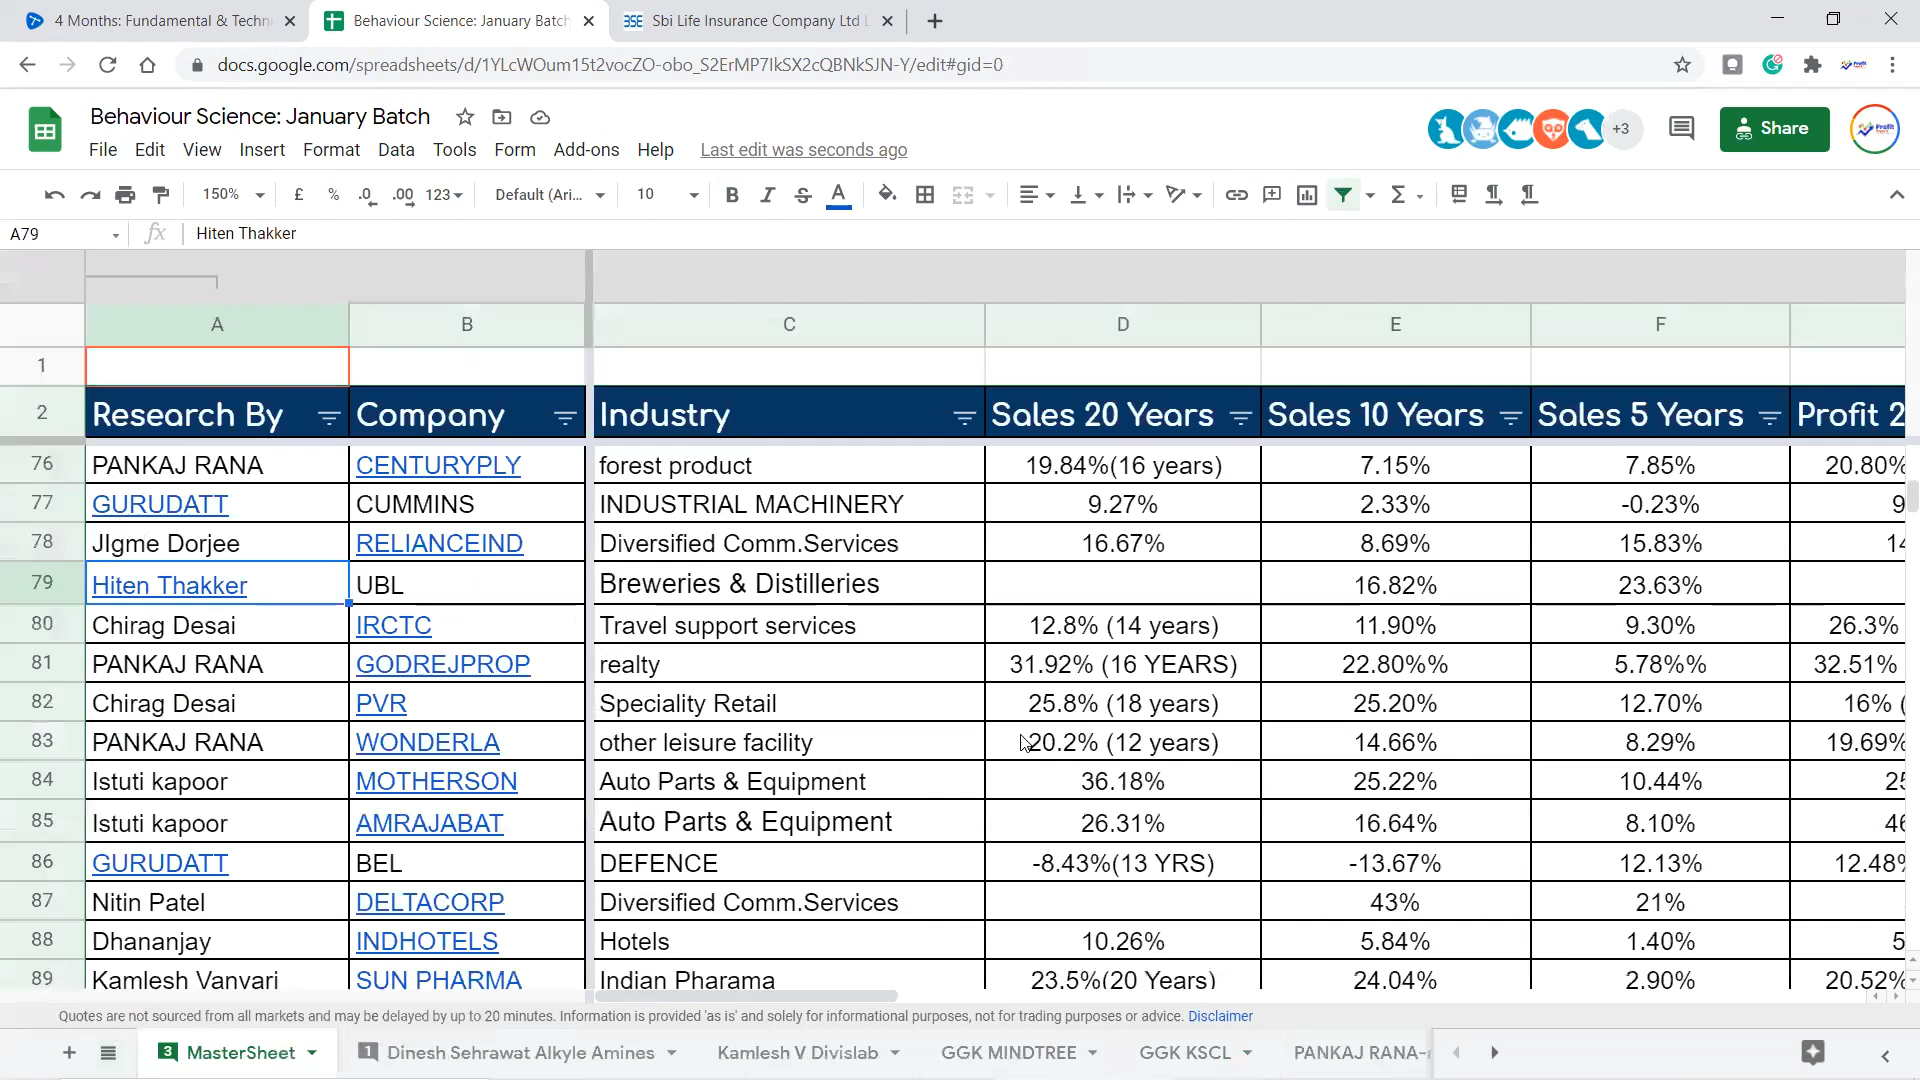 4 Months: Fundamental & Techni
Behaviour Science: January Batch
BSE Sbi Life Insurance Company Ltd L
docs.google.com/spreadsheets/d/1YLcWOum15t2vocZO-obo_S2ErMP7IkSX2cQBNkSJN-Y/edit#gid=0
Behaviour Science: January Batch
+3
Share
File Edit View Insert Format Data Tools Form Add-ons Help Last edit was seconds ago
150% £ % .0 .00 123 Default (Ari... 10 B I S A
A79 fx Hiten Thakker
A B C D E F
1
2 Research By Company Industry Sales 20 Years Sales 10 Years Sales 5 Years Profit 2
76 PANKAJ RANA CENTURYPLY forest product 19.84%(16 years) 7.15% 7.85% 20.80%
77 GURUDATT CUMMINS INDUSTRIAL MACHINERY 9.27% 2.33% -0.23% 9
78 JIgme Dorjee RELIANCEIND Diversified Comm.Services 16.67% 8.69% 15.83% 14
79 Hiten Thakker UBL Breweries & Distilleries 16.82% 23.63%
80 Chirag Desai IRCTC Travel support services 12.8% (14 years) 11.90% 9.30% 26.3%
81 PANKAJ RANA GODREJPROP realty 31.92% (16 YEARS) 22.80%% 5.78%% 32.51%
82 Chirag Desai PVR Speciality Retail 25.8% (18 years) 25.20% 12.70% 16% (
83 PANKAJ RANA WONDERLA other leisure facility 20.2% (12 years) 14.66% 8.29% 19.69%
84 Istuti kapoor MOTHERSON Auto Parts & Equipment 36.18% 25.22% 10.44% 25
85 Istuti kapoor AMRAJABAT Auto Parts & Equipment 26.31% 16.64% 8.10% 46
86 GURUDATT BEL DEFENCE -8.43%(13 YRS) -13.67% 12.13% 12.48%
87 Nitin Patel DELTACORP Diversified Comm.Services 43% 21%
88 Dhananjay INDHOTELS Hotels 10.26% 5.84% 1.40% 5
89 Kamlesh Vanvari SUN PHARMA Indian Pharama 23.5%(20 Years) 24.04% 2.90% 20.52%
Quotes are not sourced from all markets and may be delayed by up to 20 minutes. Information is provided 'as is' and solely for informational purposes, not for trading purposes or advice. Disclaimer
3 MasterSheet 1 Dinesh Sehrawat Alkyle Amines Kamlesh V Divislab GGK MINDTREE GGK KSCL PANKAJ RANA-